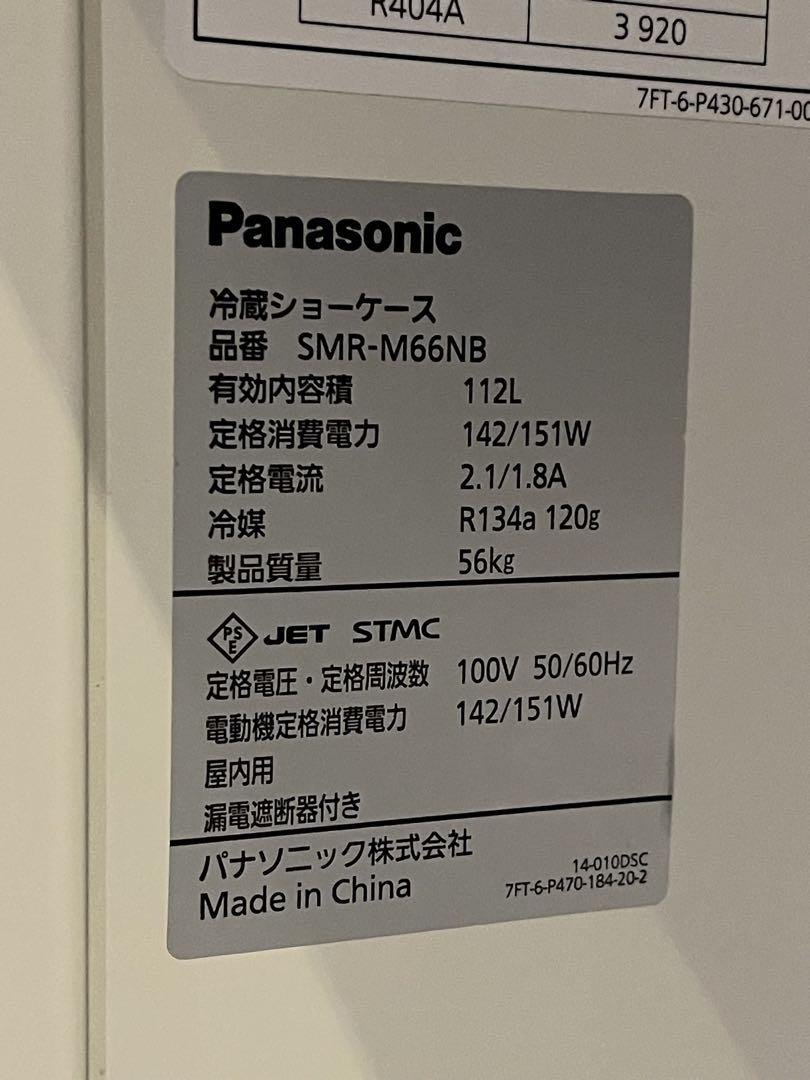 R404A 3 920
7FT-6-P430-671-00
Panasonic
冷蔵ショーケース
品番 SMR-M66NB
有効内容積 112L
定格消費電力 142/151W
定格電流 2.1/1.8A
冷媒 R134a 120g
製品質量 56kg
PSE JET STMC
定格電圧・定格周波数 100V 50/60Hz
電動機定格消費電力 142/151W
屋内用
漏電遮断器付き
パナソニック株式会社
Made in China
14-010DSC
7FT-6-P470-184-20-2